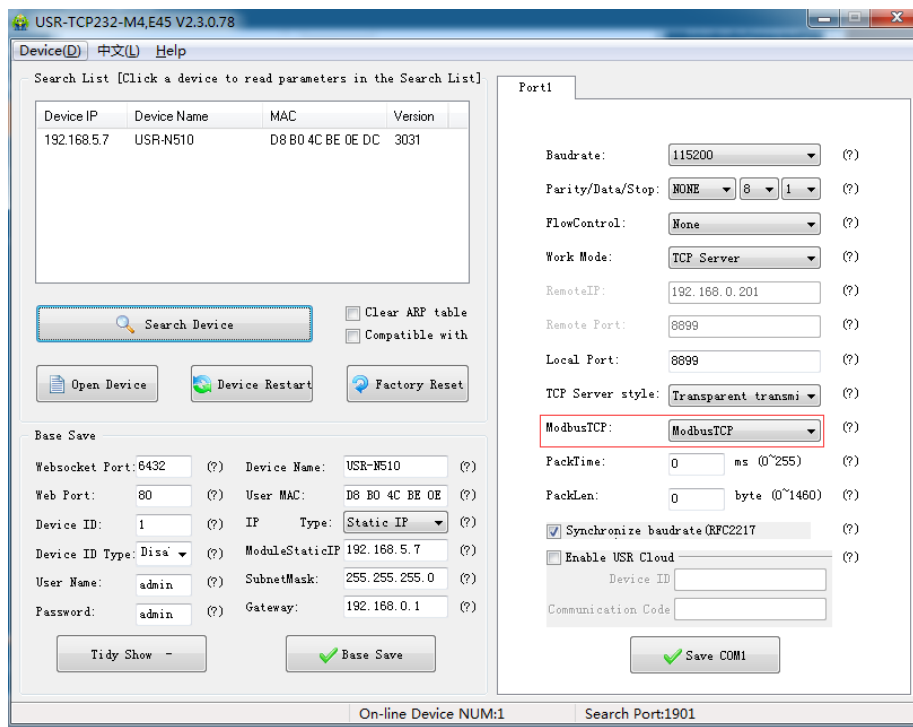 USR-TCP232-M4,E45 V2.3.0.78
Device(D) 中文(L) Help
Search List [Click a device to read parameters in the Search List]
Device IP Device Name MAC Version
192.168.5.7 USR-N510 D8 B0 4C BE 0E DC 3031
Search Device
Clear ARP table
Compatible with
Open Device
Device Restart
Factory Reset
Base Save
Websocket Port: 6432 (?) Device Name: USR-N510 (?)
Web Port: 80 (?) User MAC: D8 B0 4C BE 0E (?)
Device ID: 1 (?) IP Type: Static IP (?)
Device ID Type: Disa (?) ModuleStaticIP 192.168.5.7 (?)
User Name: admin (?) SubnetMask: 255.255.255.0 (?)
Password: admin (?) Gateway: 192.168.0.1 (?)
Tidy Show -
Base Save
Port1
Baudrate: 115200 (?)
Parity/Data/Stop: NONE 8 1 (?)
FlowControl: None (?)
Work Mode: TCP Server (?)
RemoteIP: 192.168.0.201 (?)
Remote Port: 8899 (?)
Local Port: 8899 (?)
TCP Server style: Transparent transmi (?)
ModbusTCP: ModbusTCP (?)
PackTime: 0 ms (0~255) (?)
PackLen: 0 byte (0~1460) (?)
Synchronize baudrate(RFC2217 (?)
Enable USR Cloud (?)
Device ID
Communication Code
Save COM1
On-line Device NUM:1 Search Port:1901